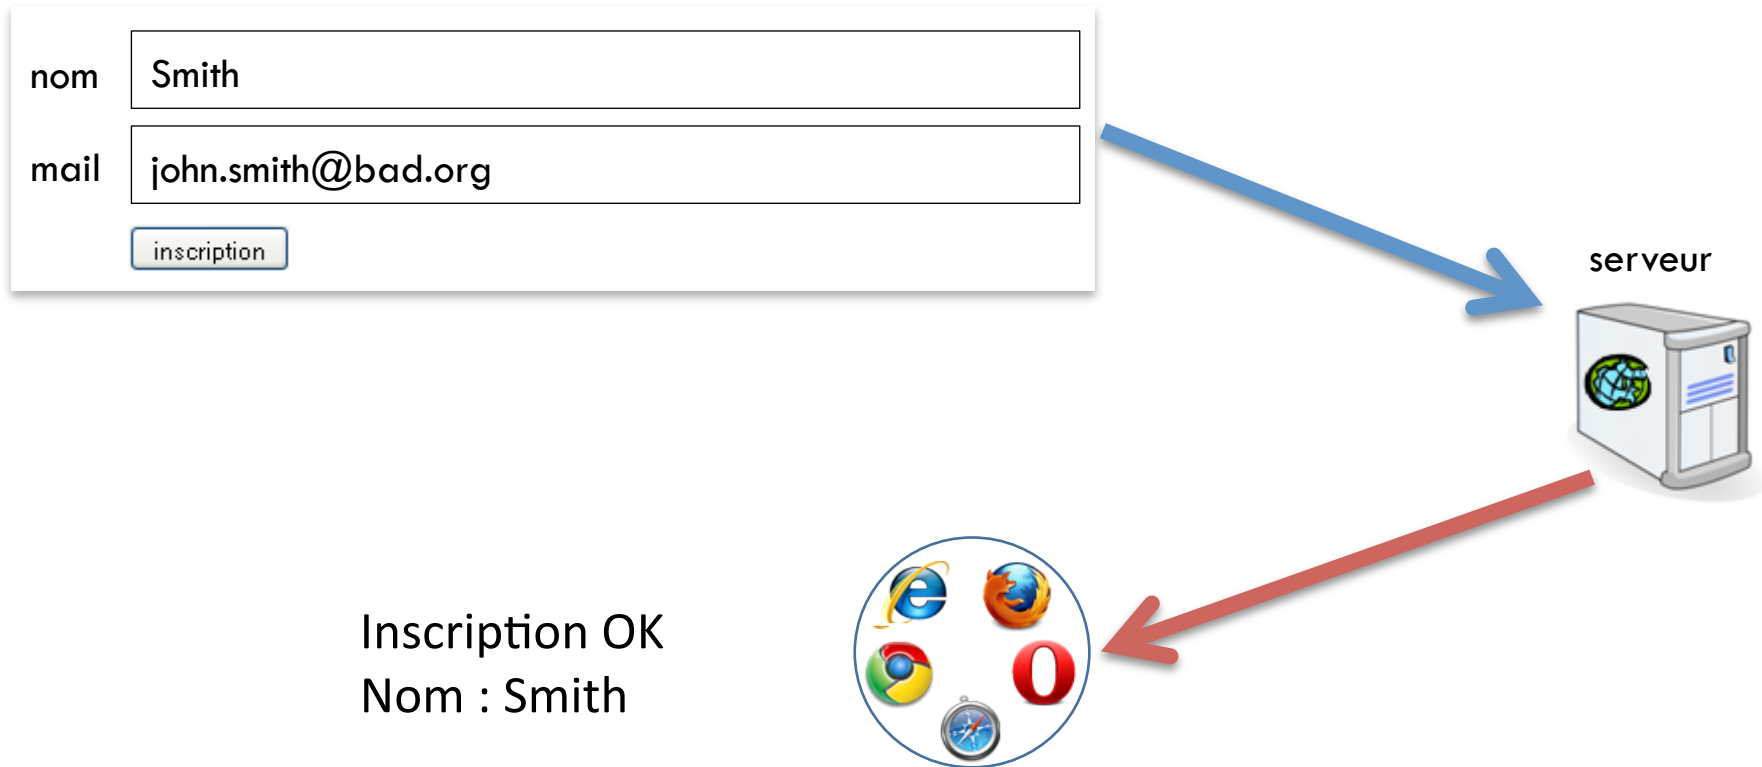 nom
Smith
mail
john.smith@bad.org
inscription
serveur
Inscription OK
Nom : Smith